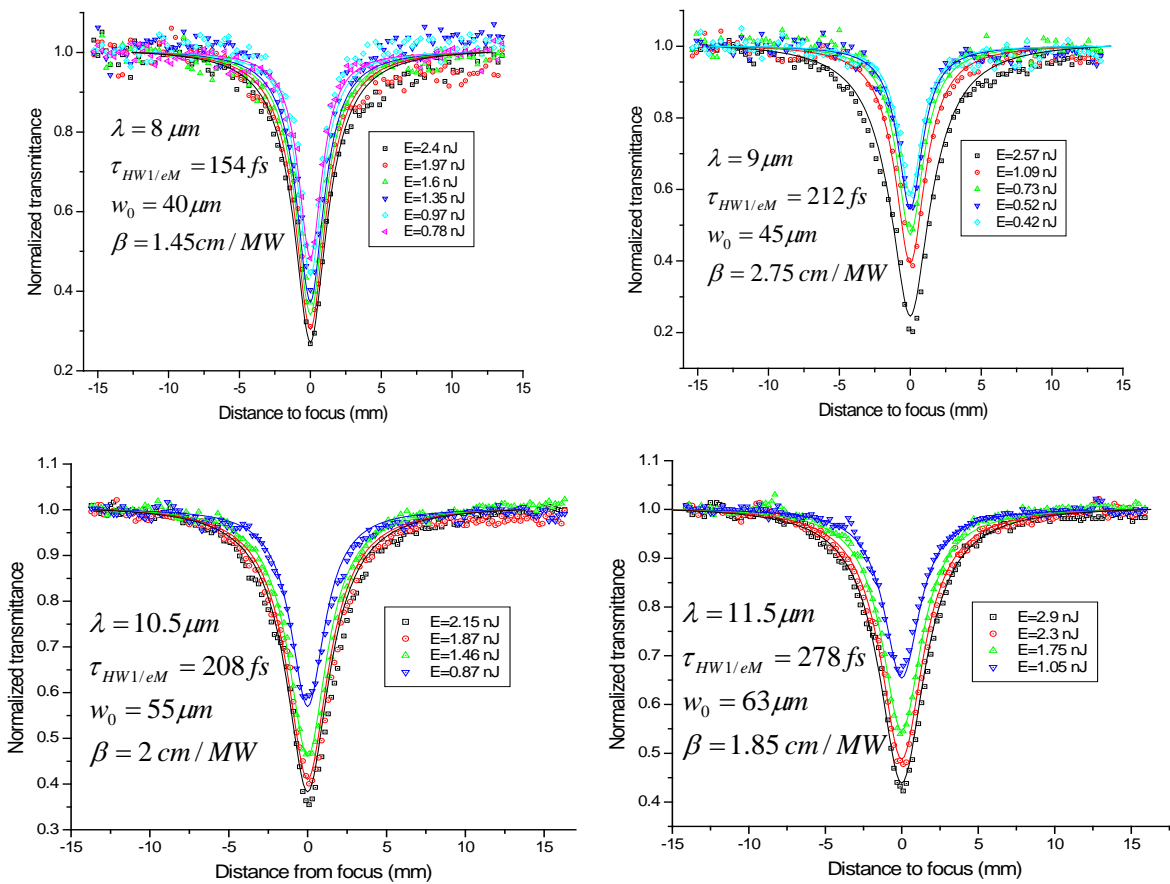 1.0
0.8
0.6
0.4
0.2
-15 -10 -5 0 5 10 15
Normalized transmittance
Distance to focus (mm)
λ = 8 μm
τ HW1/eM = 154 fs
w0 = 40 μm
β = 1.45 cm / MW
E=2.4 nJ
E=1.97 nJ
E=1.6 nJ
E=1.35 nJ
E=0.97 nJ
E=0.78 nJ
1.0
0.8
0.6
0.4
0.2
-15 -10 -5 0 5 10 15
Normalized transmittance
Distance to focus (mm)
λ = 9 μm
τ HW1/eM = 212 fs
w0 = 45 μm
β = 2.75 cm / MW
E=2.57 nJ
E=1.09 nJ
E=0.73 nJ
E=0.52 nJ
E=0.42 nJ
1.1
1.0
0.9
0.8
0.7
0.6
0.5
0.4
0.3
-15 -10 -5 0 5 10 15
Normalized transmittance
Distance from focus (mm)
λ = 10.5 μm
τ HW1/eM = 208 fs
w0 = 55 μm
β = 2 cm / MW
E=2.15 nJ
E=1.87 nJ
E=1.46 nJ
E=0.87 nJ
1.1
1.0
0.9
0.8
0.7
0.6
0.5
0.4
-15 -10 -5 0 5 10 15
Normalized transmittance
Distance to focus (mm)
λ = 11.5 μm
τ HW1/eM = 278 fs
w0 = 63 μm
β = 1.85 cm / MW
E=2.9 nJ
E=2.3 nJ
E=1.75 nJ
E=1.05 nJ